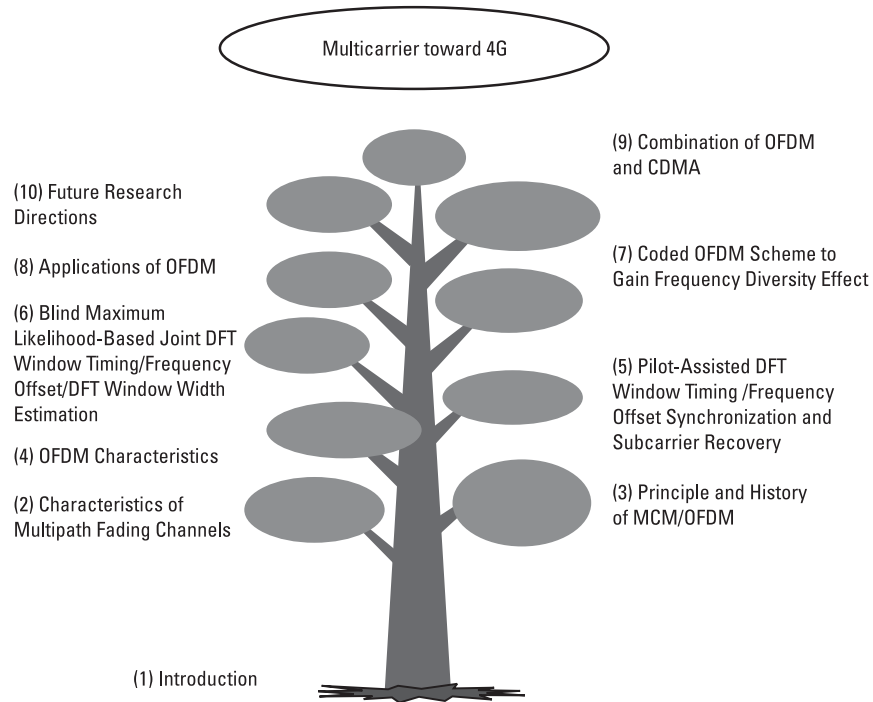 Multicarrier toward 4G
(9) Combination of OFDM
and CDMA
(10) Future Research
Directions
(7) Coded OFDM Scheme to
Gain Frequency Diversity Effect
(8) Applications of OFDM
(6) Blind Maximum
Likelihood-Based Joint DFT
Window Timing/Frequency
Offset/DFT Window Width
Estimation
(5) Pilot-Assisted DFT
Window Timing /Frequency
Offset Synchronization and
Subcarrier Recovery
(4) OFDM Characteristics
(3) Principle and History
of MCM/OFDM
(2) Characteristics of
Multipath Fading Channels
(1) Introduction